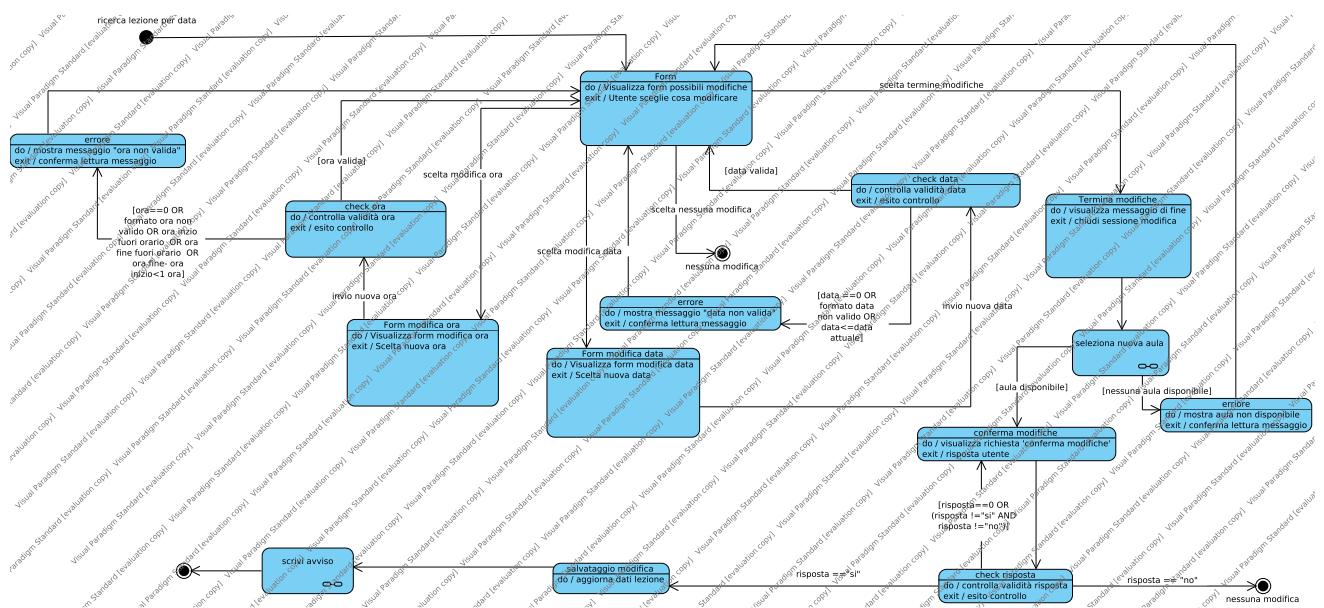 ricerca lezione per data
Form
do / Visualizza form possibili modifiche
exit / Utente sceglie cosa modificare
scelta termine modifiche
errore
do / mostra messaggio "ora non valida"
exit / conferma lettura messaggio
[ora valida]
scelta modifica ora
[data valida]
check data
do / controlla validità data
exit / esito controllo
check ora
do / controlla validità ora
exit / esito controllo
[ora==0 OR
formato ora non
valido OR ora inzio
fuori orario OR ora
fine fuori orario OR
ora fine- ora
inizio<1 ora]
scelta nessuna modifica
Termina modifiche
do / visualizza messaggio di fine
exit / chiudi sessione modifica
scelta modifica data
nessuna modifica
invio nuova ora
errore
do / mostra messaggio "data non valida"
exit / conferma lettura messaggio
[data ==0 OR
formato data
non valido OR
data<=data
attuale]
invio nuova data
Form modifica ora
do / Visualizza form modifica ora
exit / Scelta nuova ora
Form modifica data
do / Visualizza form modifica data
exit / Scelta nuova data
seleziona nuova aula
[aula disponibile]
[nessuna aula disponibile]
errore
do / mostra aula non disponibile
exit / conferma lettura messaggio
conferma modifiche
do / visualizza richiesta 'conferma modifiche'
exit / risposta utente
[risposta==0 OR
(risposta !="si" AND
risposta !="no")]
scrivi avviso
salvataggio modifica
do / aggiorna dati lezione
risposta =="si"
check risposta
do / controlla validità risposta
exit / esito controllo
risposta == "no"
nessuna modifica
Visual Paradigm Standard [evaluation copy]